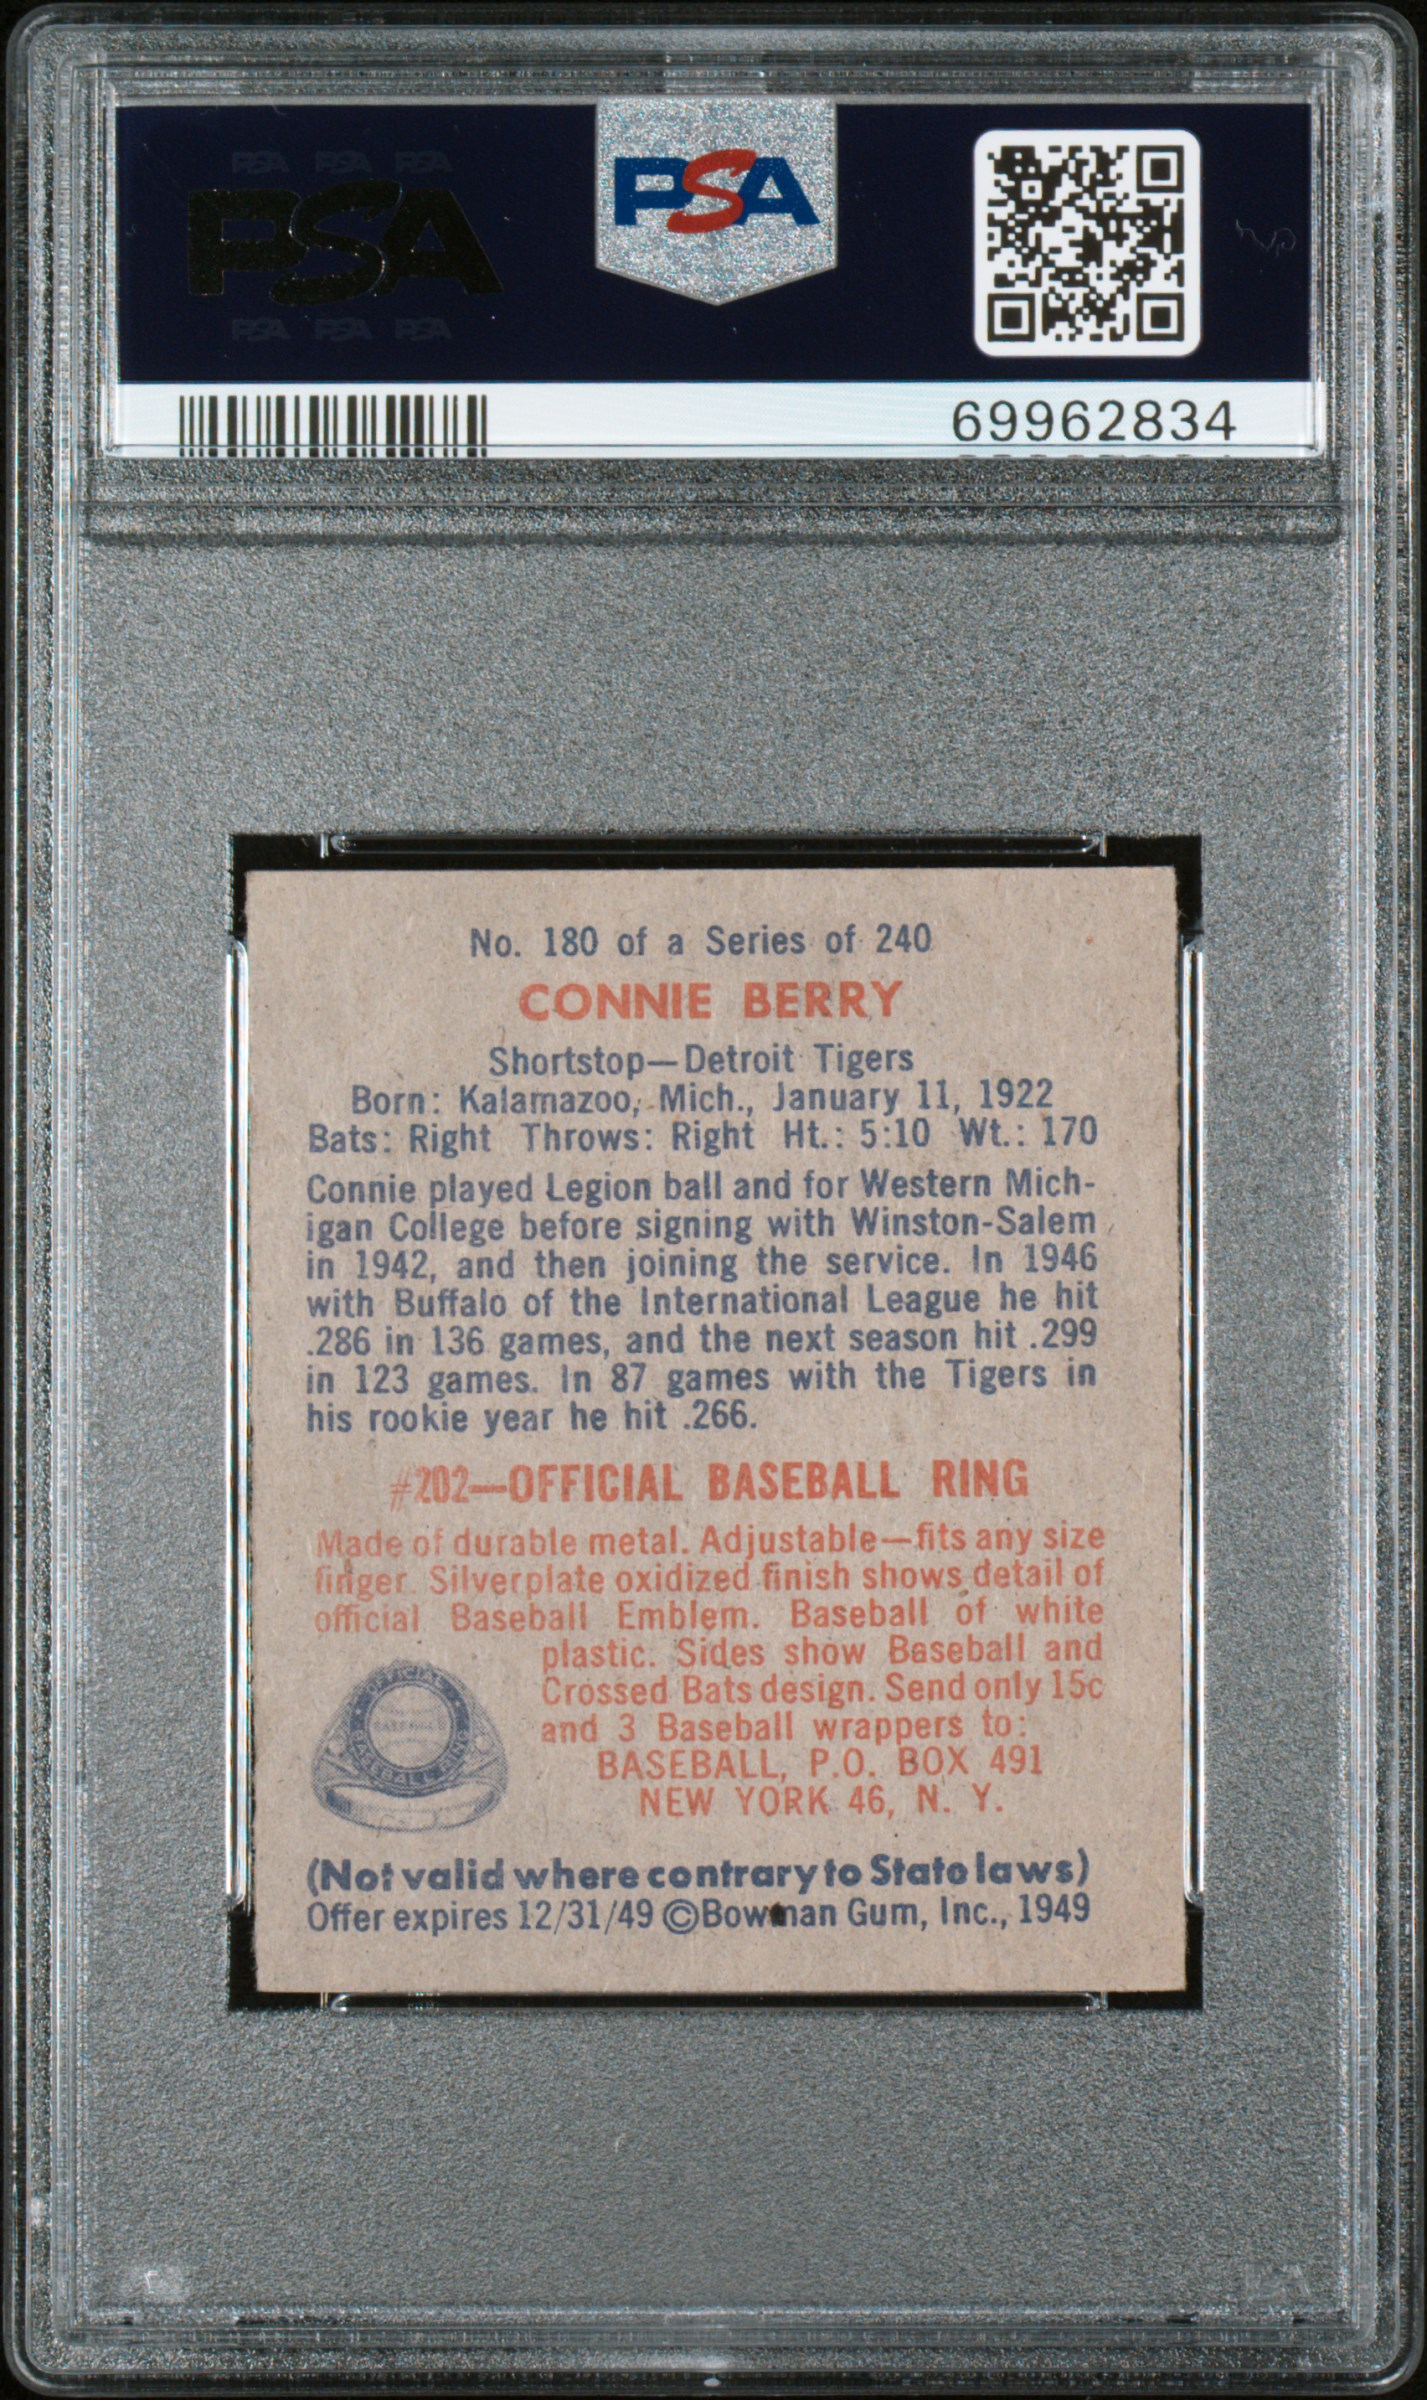 PSA PSA PSA
PSA
PSA PSA PSA
PSA
69962834
No. 180 of a Series of 240
CONNIE BERRY
Shortstop—Detroit Tigers
Born: Kalamazoo, Mich., January 11, 1922
Bats: Right Throws: Right Ht.: 5:10 Wt.: 170
Connie played Legion ball and for Western Mich-
igan College before signing with Winston-Salem
in 1942, and then joining the service. In 1946
with Buffalo of the International League he hit
.286 in 136 games, and the next season hit .299
in 123 games. In 87 games with the Tigers in
his rookie year he hit .266.
#202—OFFICIAL BASEBALL RING
Made of durable metal. Adjustable—fits any size
finger. Silverplate oxidized finish shows detail of
official Baseball Emblem. Baseball of white
plastic. Sides show Baseball and
Crossed Bats design. Send only 15c
and 3 Baseball wrappers to:
BASEBALL, P.O. BOX 491
NEW YORK 46, N. Y.
OFFICIAL
BASEBALL RING
(Not valid where contrary to State laws)
Offer expires 12/31/49 ©Bowman Gum, Inc., 1949